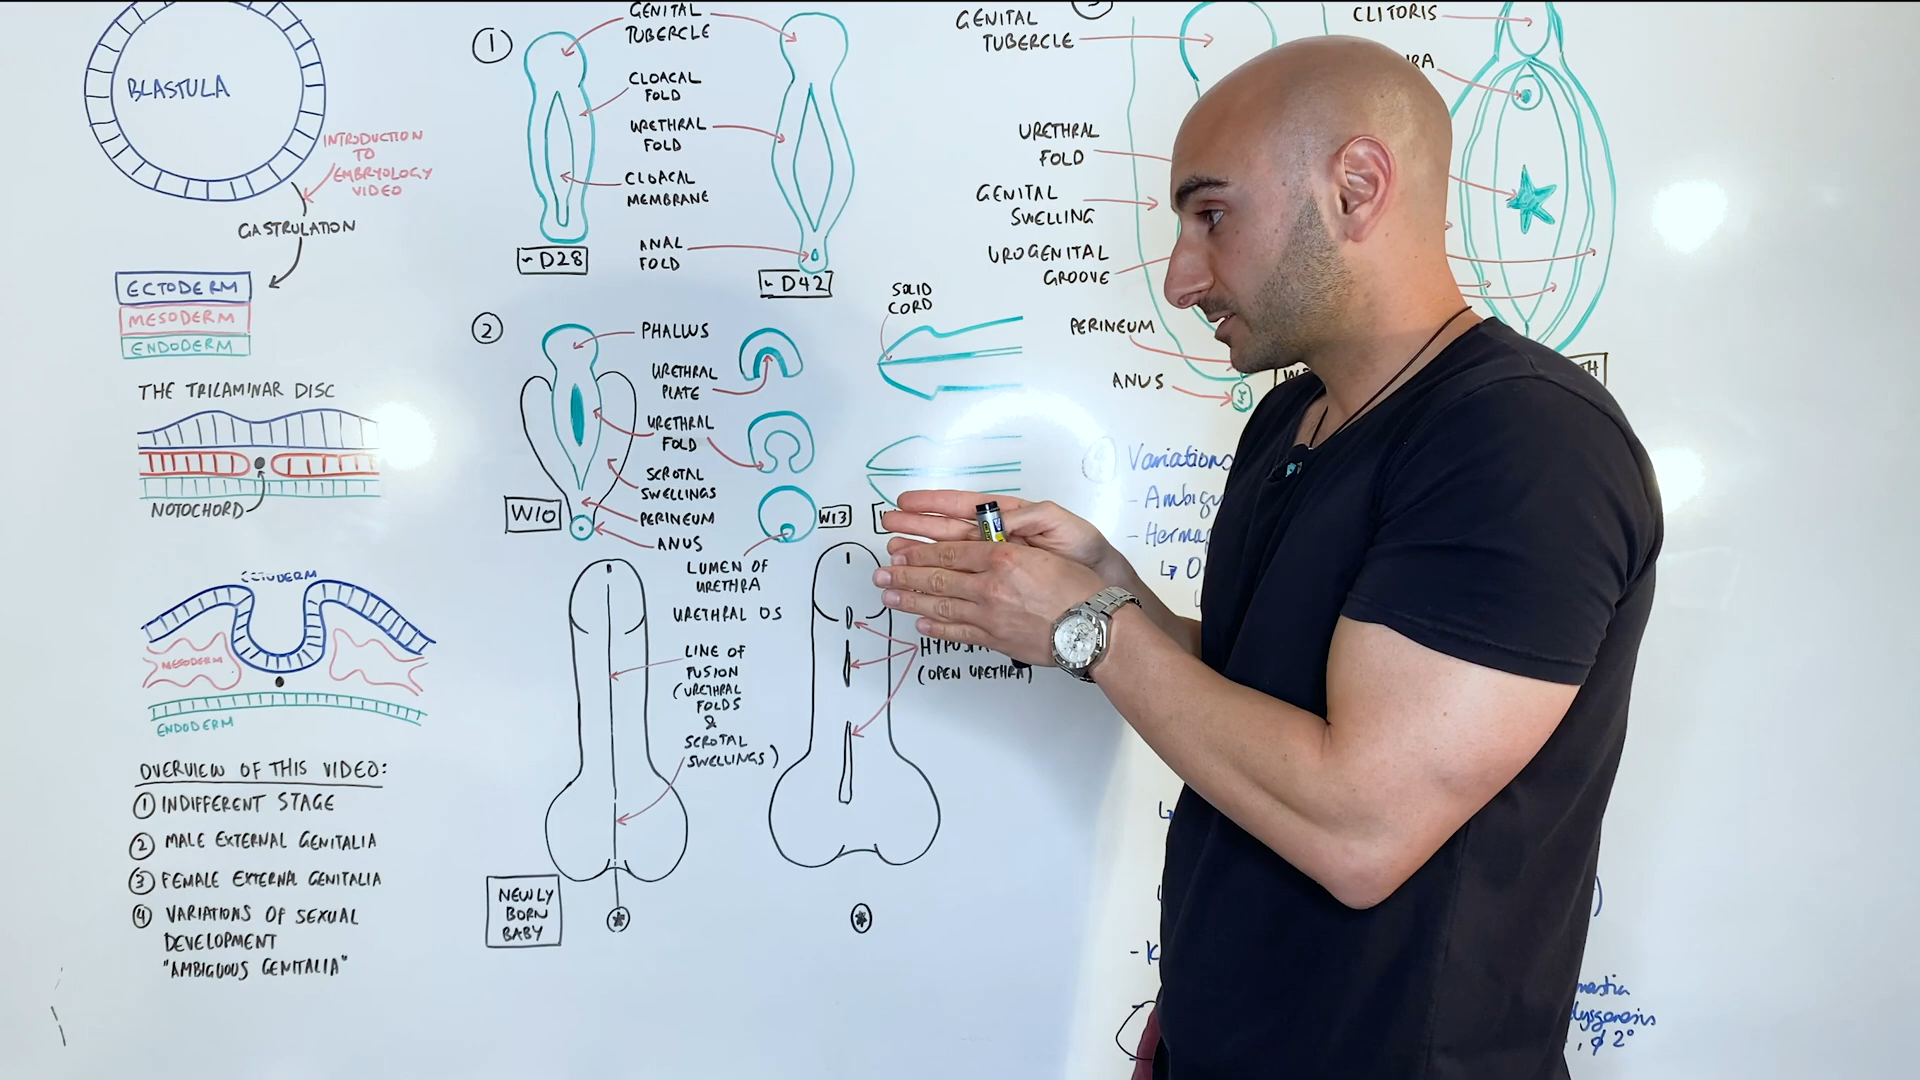 BLASTULA
INTRODUCTION
TO
EMBRYOLOGY
VIDEO
GASTRULATION
ECTODERM
MESODERM
ENDODERM
THE TRILAMINAR DISC
NOTOCHORD
ECTODERM
MESODERM
ENDODERM
OVERVIEW OF THIS VIDEO:
① INDIFFERENT STAGE
② MALE EXTERNAL GENITALIA
③ FEMALE EXTERNAL GENITALIA
④ VARIATIONS OF SEXUAL
DEVELOPMENT
"AMBIGUOUS GENITALIA"
①
GENITAL
TUBERCLE
CLOACAL
FOLD
URETHRAL
FOLD
CLOACAL
MEMBRANE
ANAL
FOLD
~D28
~D42
②
PHALLUS
URETHRAL
PLATE
URETHRAL
FOLD
SCROTAL
SWELLINGS
PERINEUM
ANUS
W10
SOLID
CORD
W13
LUMEN OF
URETHRA
URETHRAL OS
LINE OF
FUSION
(URETHRAL
FOLDS
&
SCROTAL
SWELLINGS)
(OPEN URETHRA)
NEWLY
BORN
BABY
GENITAL
TUBERCLE
URETHRAL
FOLD
GENITAL
SWELLING
UROGENITAL
GROOVE
PERINEUM
ANUS
CLITORIS
④ Variations